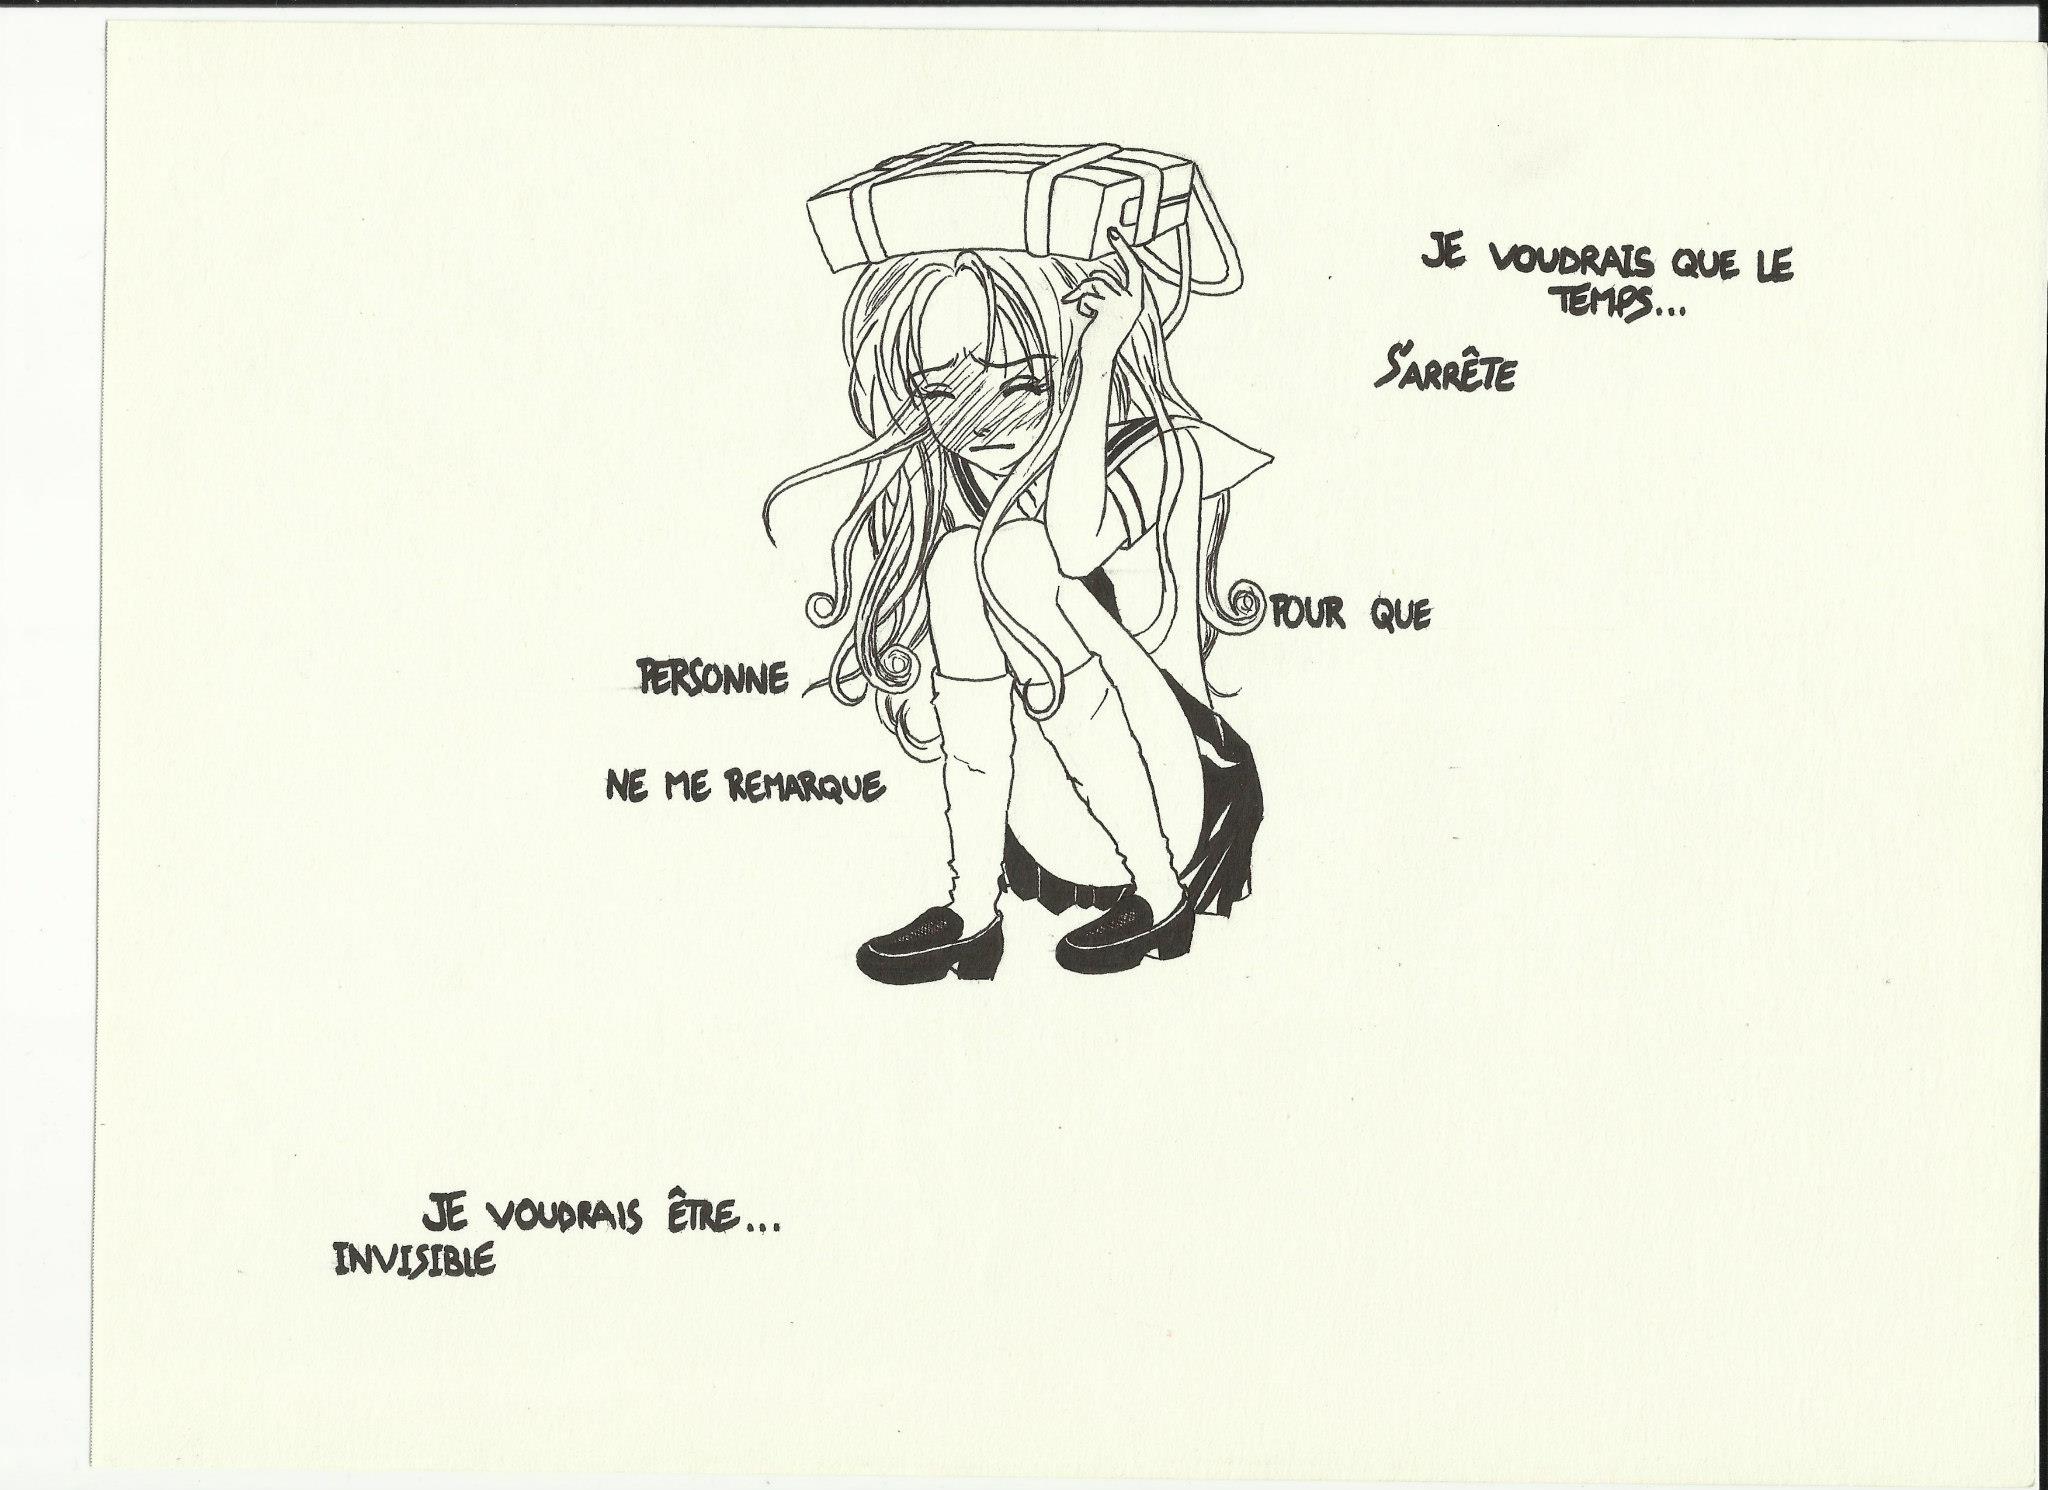 JE VOUDRAIS QUE LE
TEMPS...
S'ARRÊTE
POUR QUE
PERSONNE
NE ME REMARQUE
JE VOUDRAIS ÊTRE...
INVISIBLE